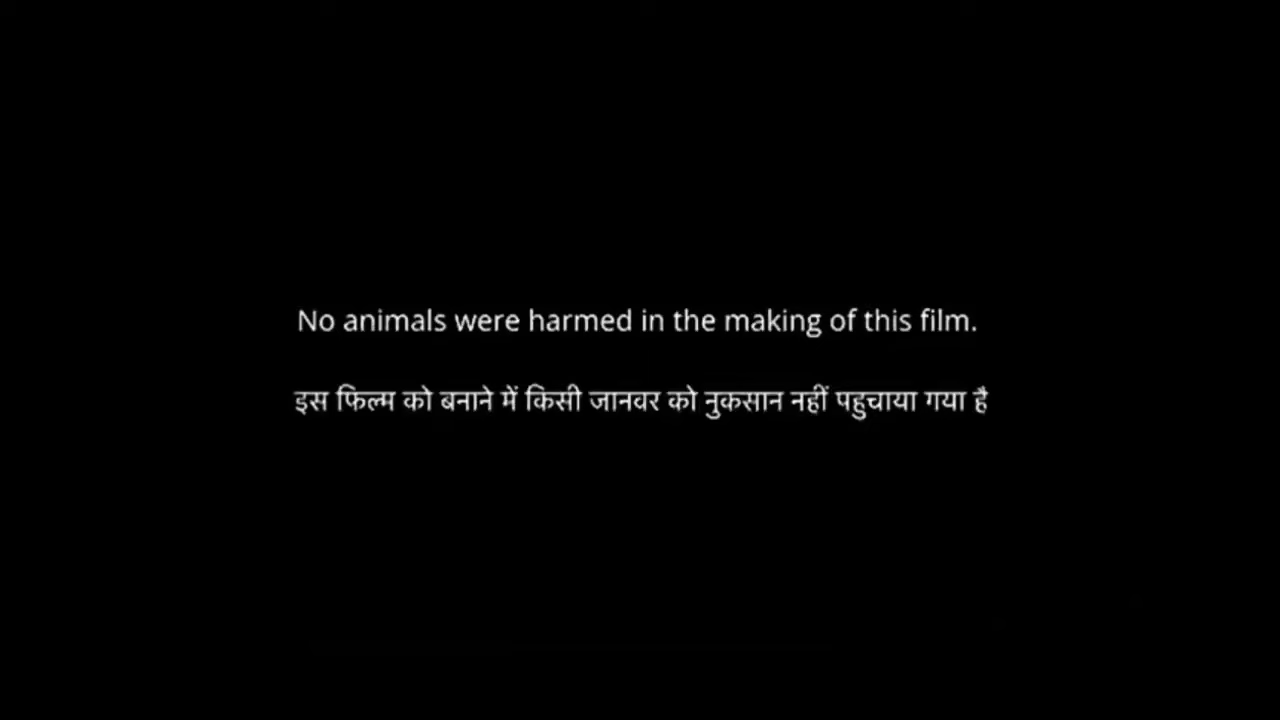 No animals were harmed in the making of this film.
इस फिल्म को बनाने में किसी जानवर को नुकसान नहीं पहुचाया गया है